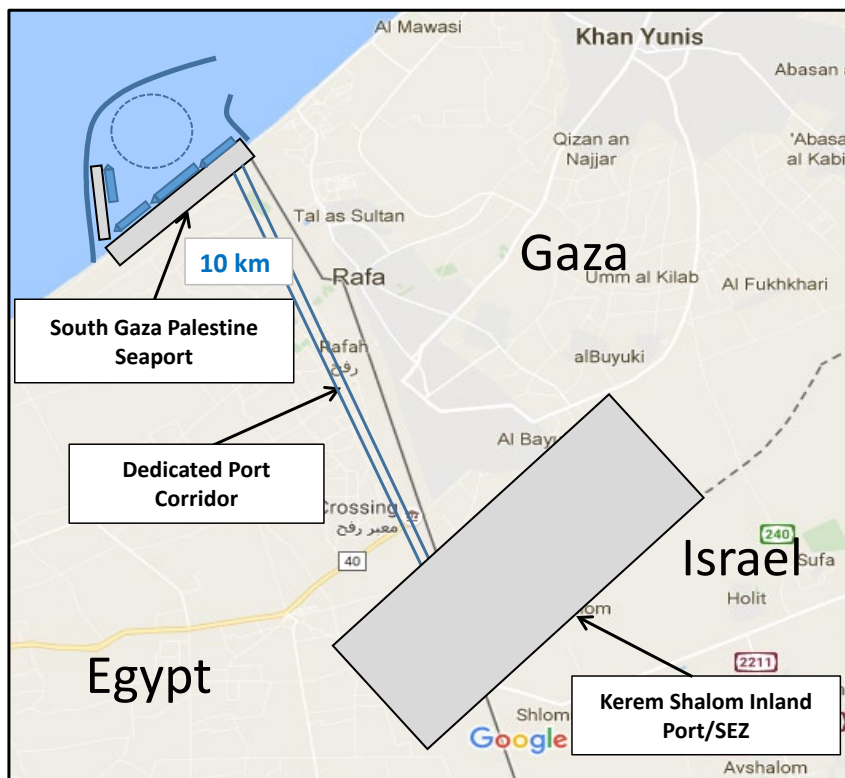 Al Mawasi
Khan Yunis
Abasan a
Qizan an
Najjar
'Abasa
al Kabi
Tal as Sultan
Gaza
10 km
Rafa
Umm al Kilab
Al Fukhkhari
South Gaza Palestine
Seaport
Rafah
رفح
alBuyuki
Al Bayu
Dedicated Port
Corridor
Crossing
معبر رفح
240
Sufa
40
Israel
Holit
lom
Egypt
2211
Kerem Shalom Inland
Port/SEZ
Shlom
Google
Avshalom